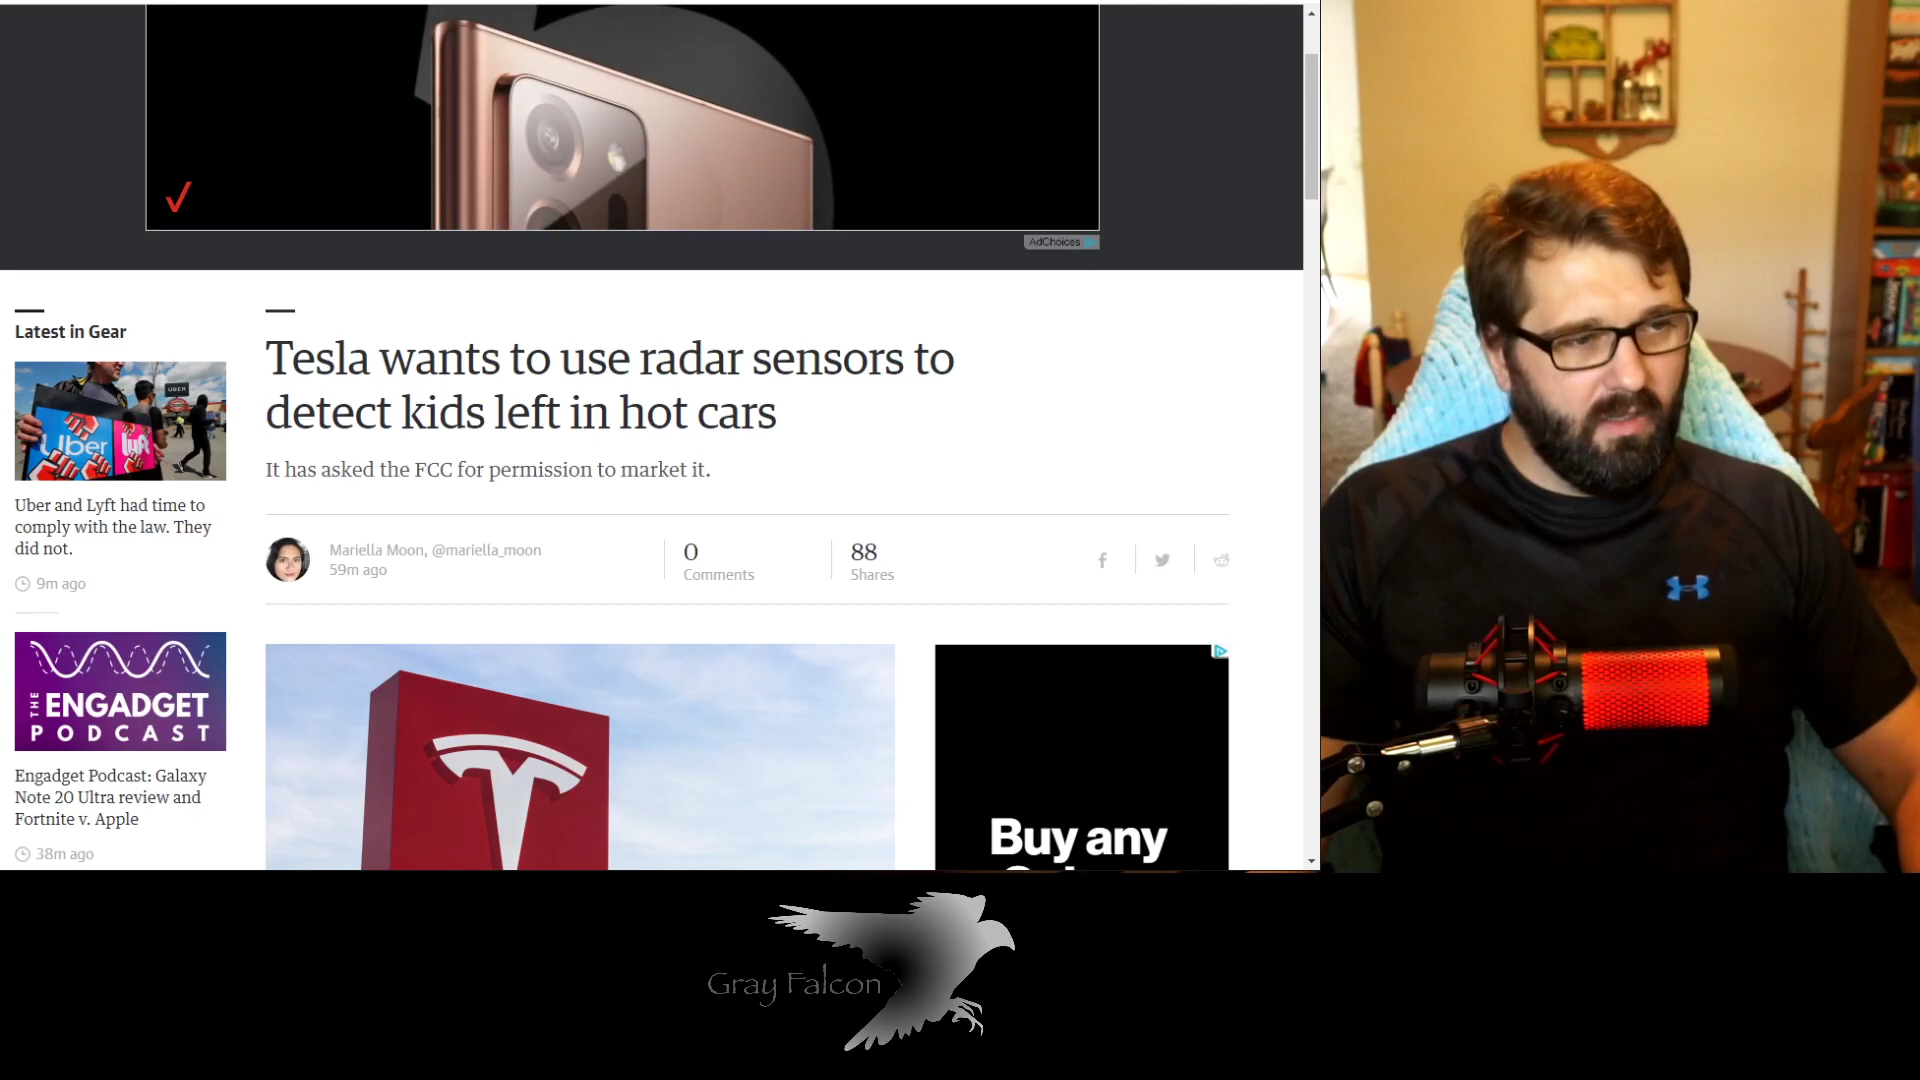 AdChoices
Latest in Gear
UBER
Uber
lyft
Uber and Lyft had time to
comply with the law. They
did not.
9m ago
THE
ENGADGET
PODCAST
Engadget Podcast: Galaxy
Note 20 Ultra review and
Fortnite v. Apple
38m ago
Tesla wants to use radar sensors to
detect kids left in hot cars
It has asked the FCC for permission to market it.
Mariella Moon, @mariella_moon
59m ago
0
Comments
88
Shares
Buy any
Gray Falcon